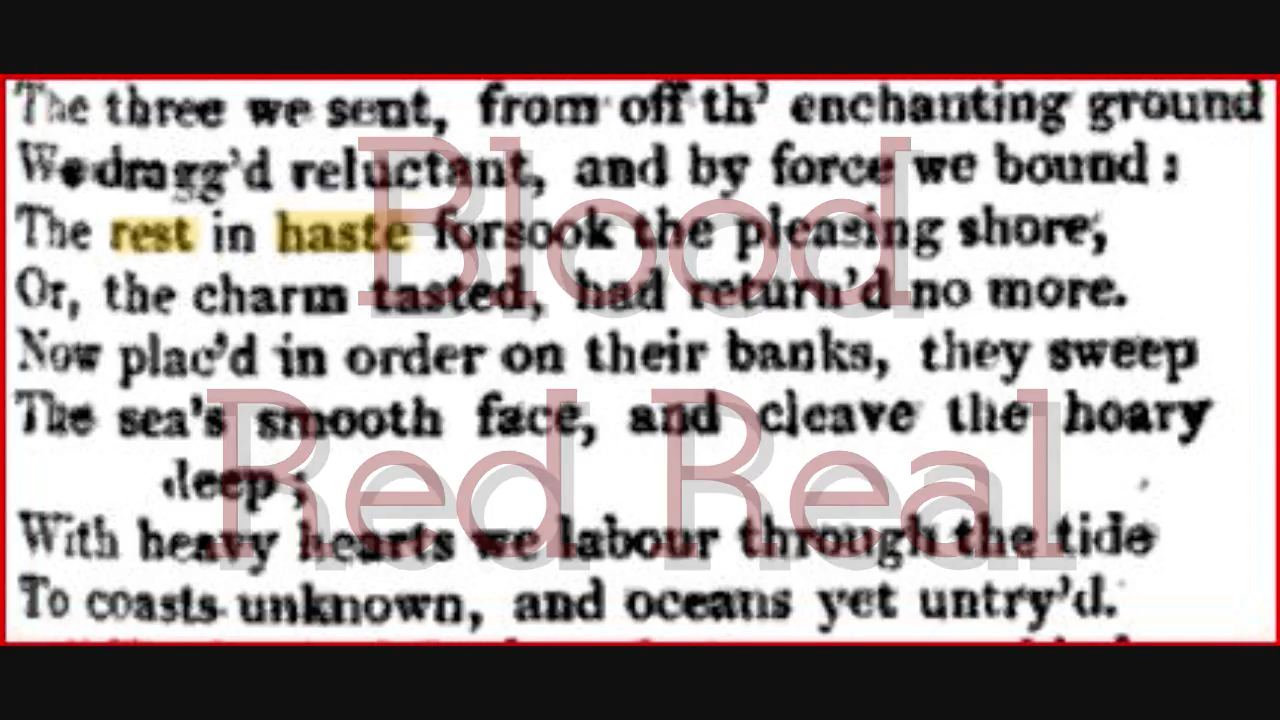 The three we sent, from off th' enchanting ground
We dragg'd reluctant, and by force we bound :
The rest in haste forsook the pleasing shore,
Or, the charm tasted, had return'd no more.
Now plac'd in order on their banks, they sweep
The sea's smooth face, and cleave the hoary
deep ;
With heavy hearts we labour through the tide
To coasts unknown, and oceans yet untry'd.
Blood
Red Real